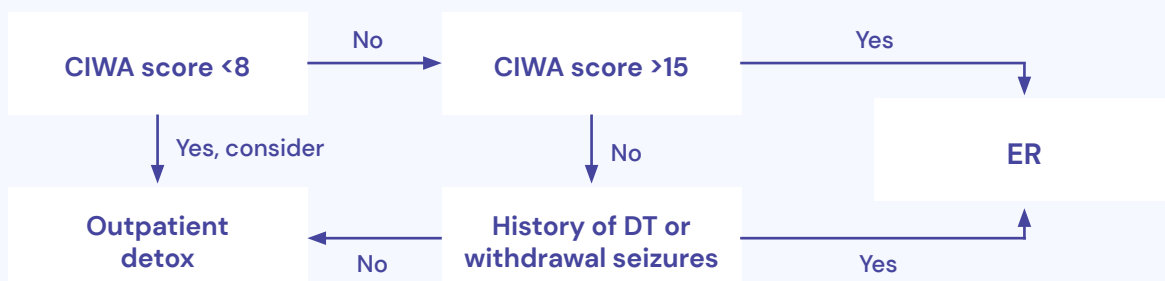 No
Yes
CIWA score <8
CIWA score >15
Yes, consider
No
ER
Outpatient
detox
History of DT or
withdrawal seizures
No
Yes